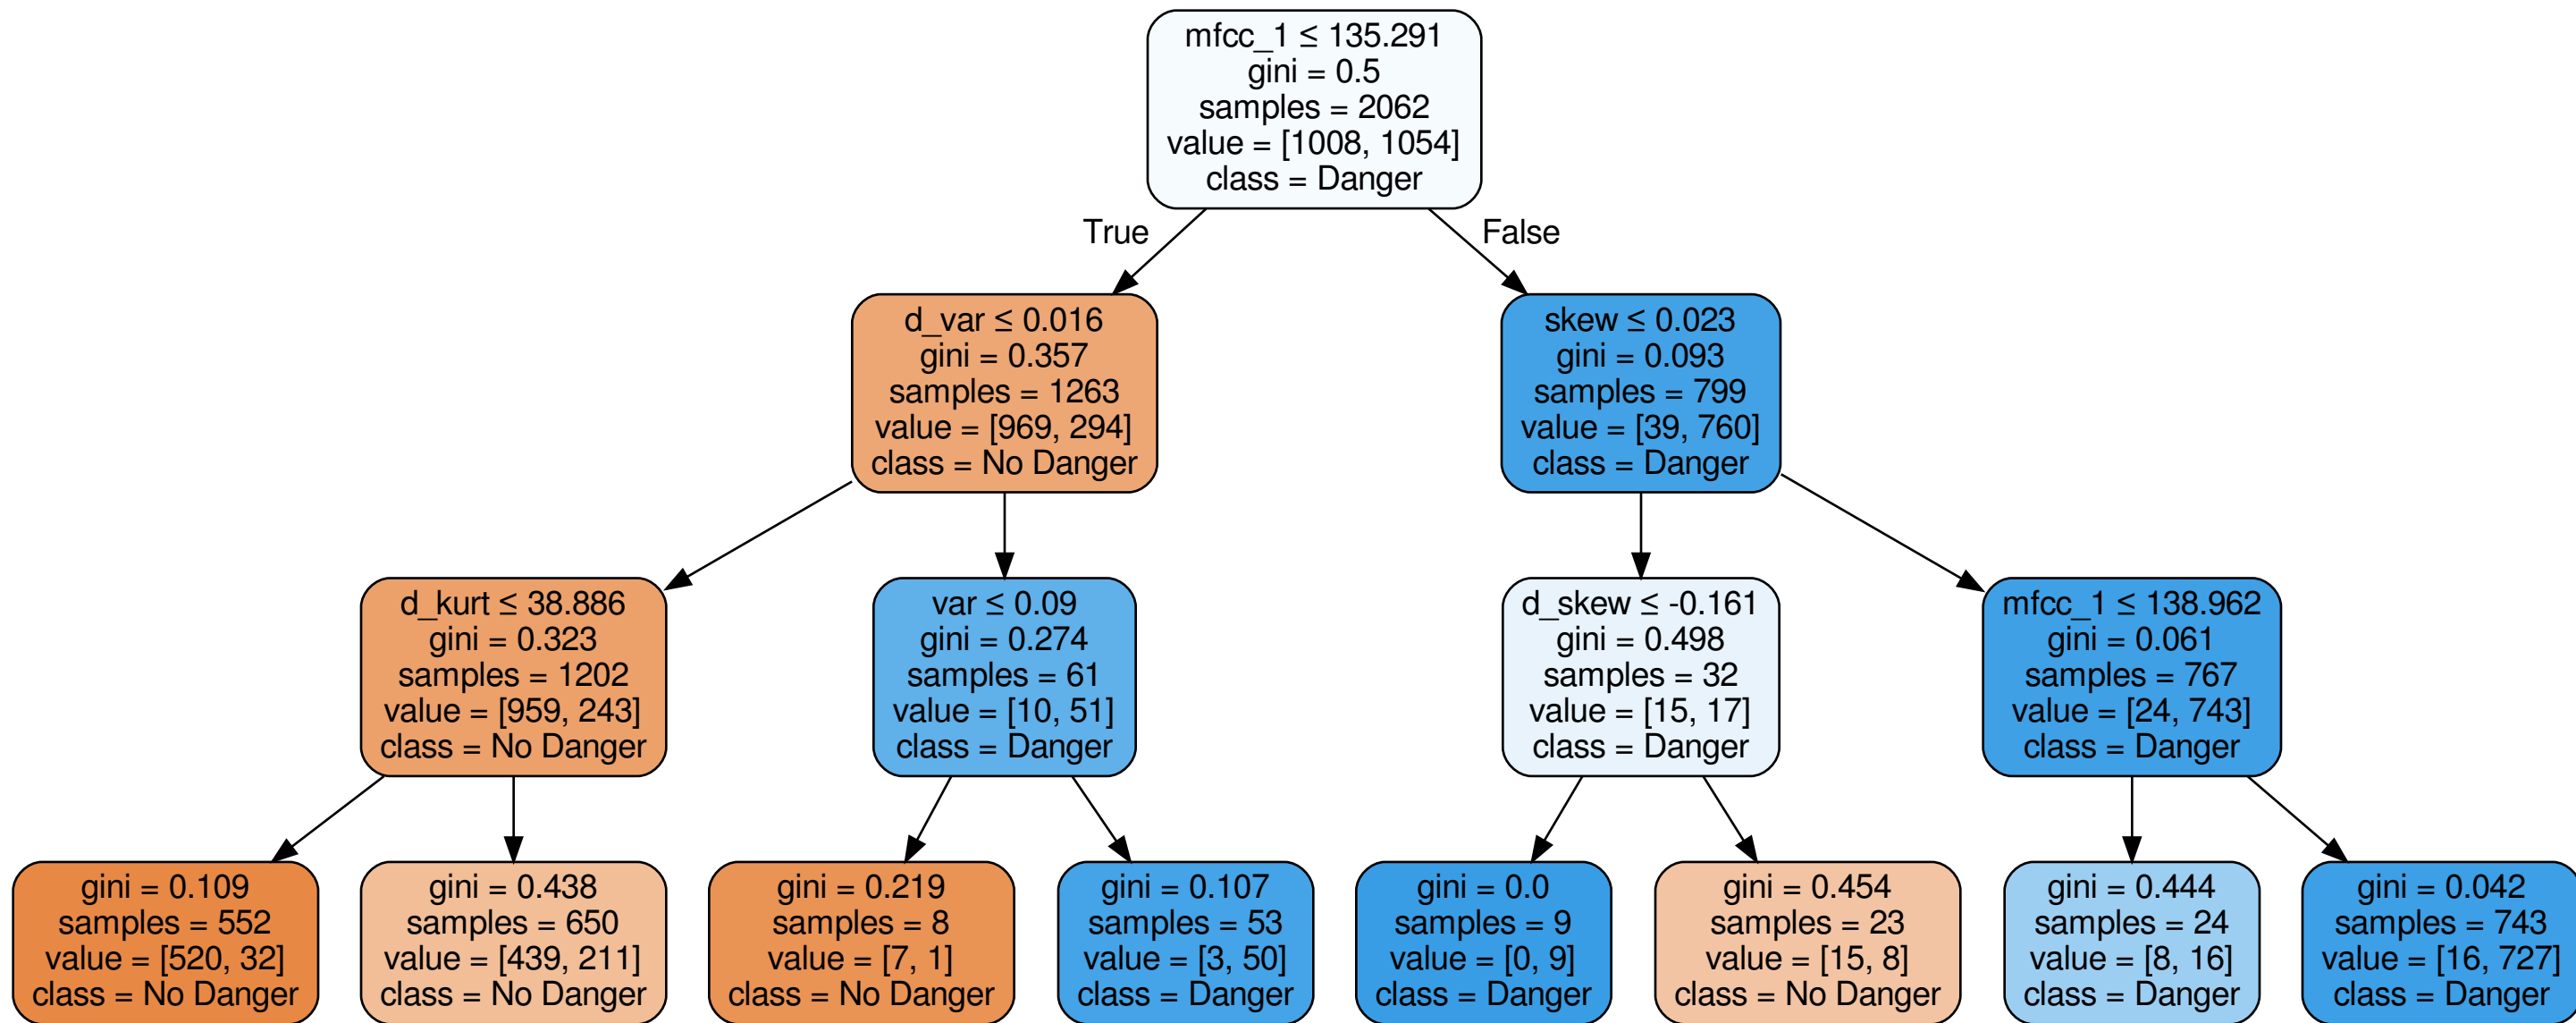 mfcc_1 ≤ 135.291
gini = 0.5
samples = 2062
value = [1008, 1054]
class = Danger
True
False
d_var ≤ 0.016
gini = 0.357
samples = 1263
value = [969, 294]
class = No Danger
skew ≤ 0.023
gini = 0.093
samples = 799
value = [39, 760]
class = Danger
d_kurt ≤ 38.886
gini = 0.323
samples = 1202
value = [959, 243]
class = No Danger
var ≤ 0.09
gini = 0.274
samples = 61
value = [10, 51]
class = Danger
d_skew ≤ -0.161
gini = 0.498
samples = 32
value = [15, 17]
class = Danger
mfcc_1 ≤ 138.962
gini = 0.061
samples = 767
value = [24, 743]
class = Danger
gini = 0.109
samples = 552
value = [520, 32]
class = No Danger
gini = 0.438
samples = 650
value = [439, 211]
class = No Danger
gini = 0.219
samples = 8
value = [7, 1]
class = No Danger
gini = 0.107
samples = 53
value = [3, 50]
class = Danger
gini = 0.0
samples = 9
value = [0, 9]
class = Danger
gini = 0.454
samples = 23
value = [15, 8]
class = No Danger
gini = 0.444
samples = 24
value = [8, 16]
class = Danger
gini = 0.042
samples = 743
value = [16, 727]
class = Danger